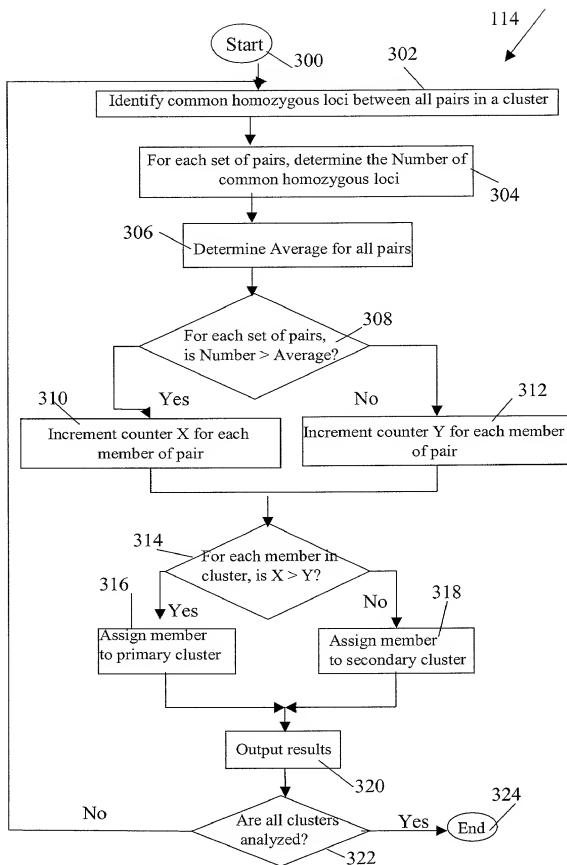 114
Start
300
302
Identify common homozygous loci between all pairs in a cluster
For each set of pairs, determine the Number of
common homozygous loci
304
306
Determine Average for all pairs
308
For each set of pairs,
is Number > Average?
310
Yes
No
312
Increment counter X for each
member of pair
Increment counter Y for each member
of pair
314
For each member in
cluster, is X > Y?
316
Yes
No
318
Assign member
to primary cluster
Assign member
to secondary cluster
Output results
320
No
Are all clusters
analyzed?
Yes
End
324
322